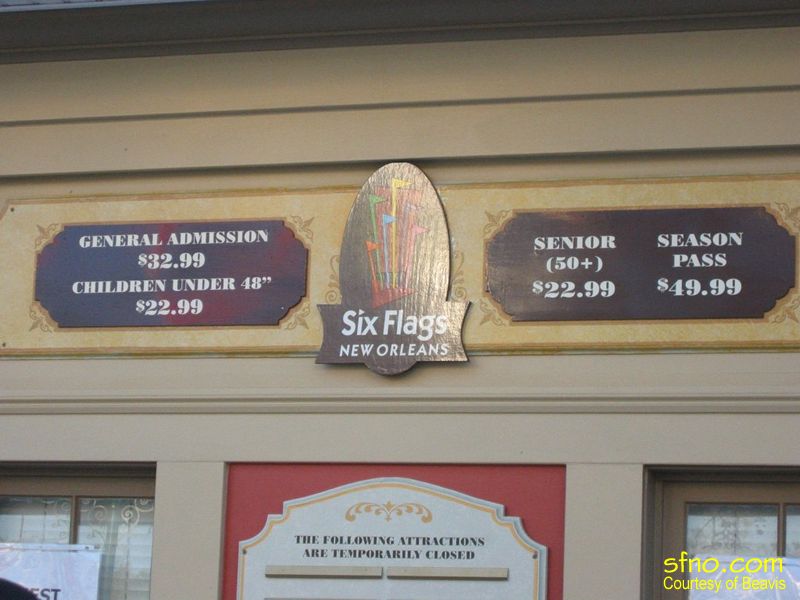 GENERAL ADMISSION
$32.99
CHILDREN UNDER 48”
$22.99
Six Flags
NEW ORLEANS
SENIOR
(50+)
$22.99
SEASON
PASS
$49.99
THE FOLLOWING ATTRACTIONS
ARE TEMPORARILY CLOSED
EST
sfno.com
Courtesy of Beavis